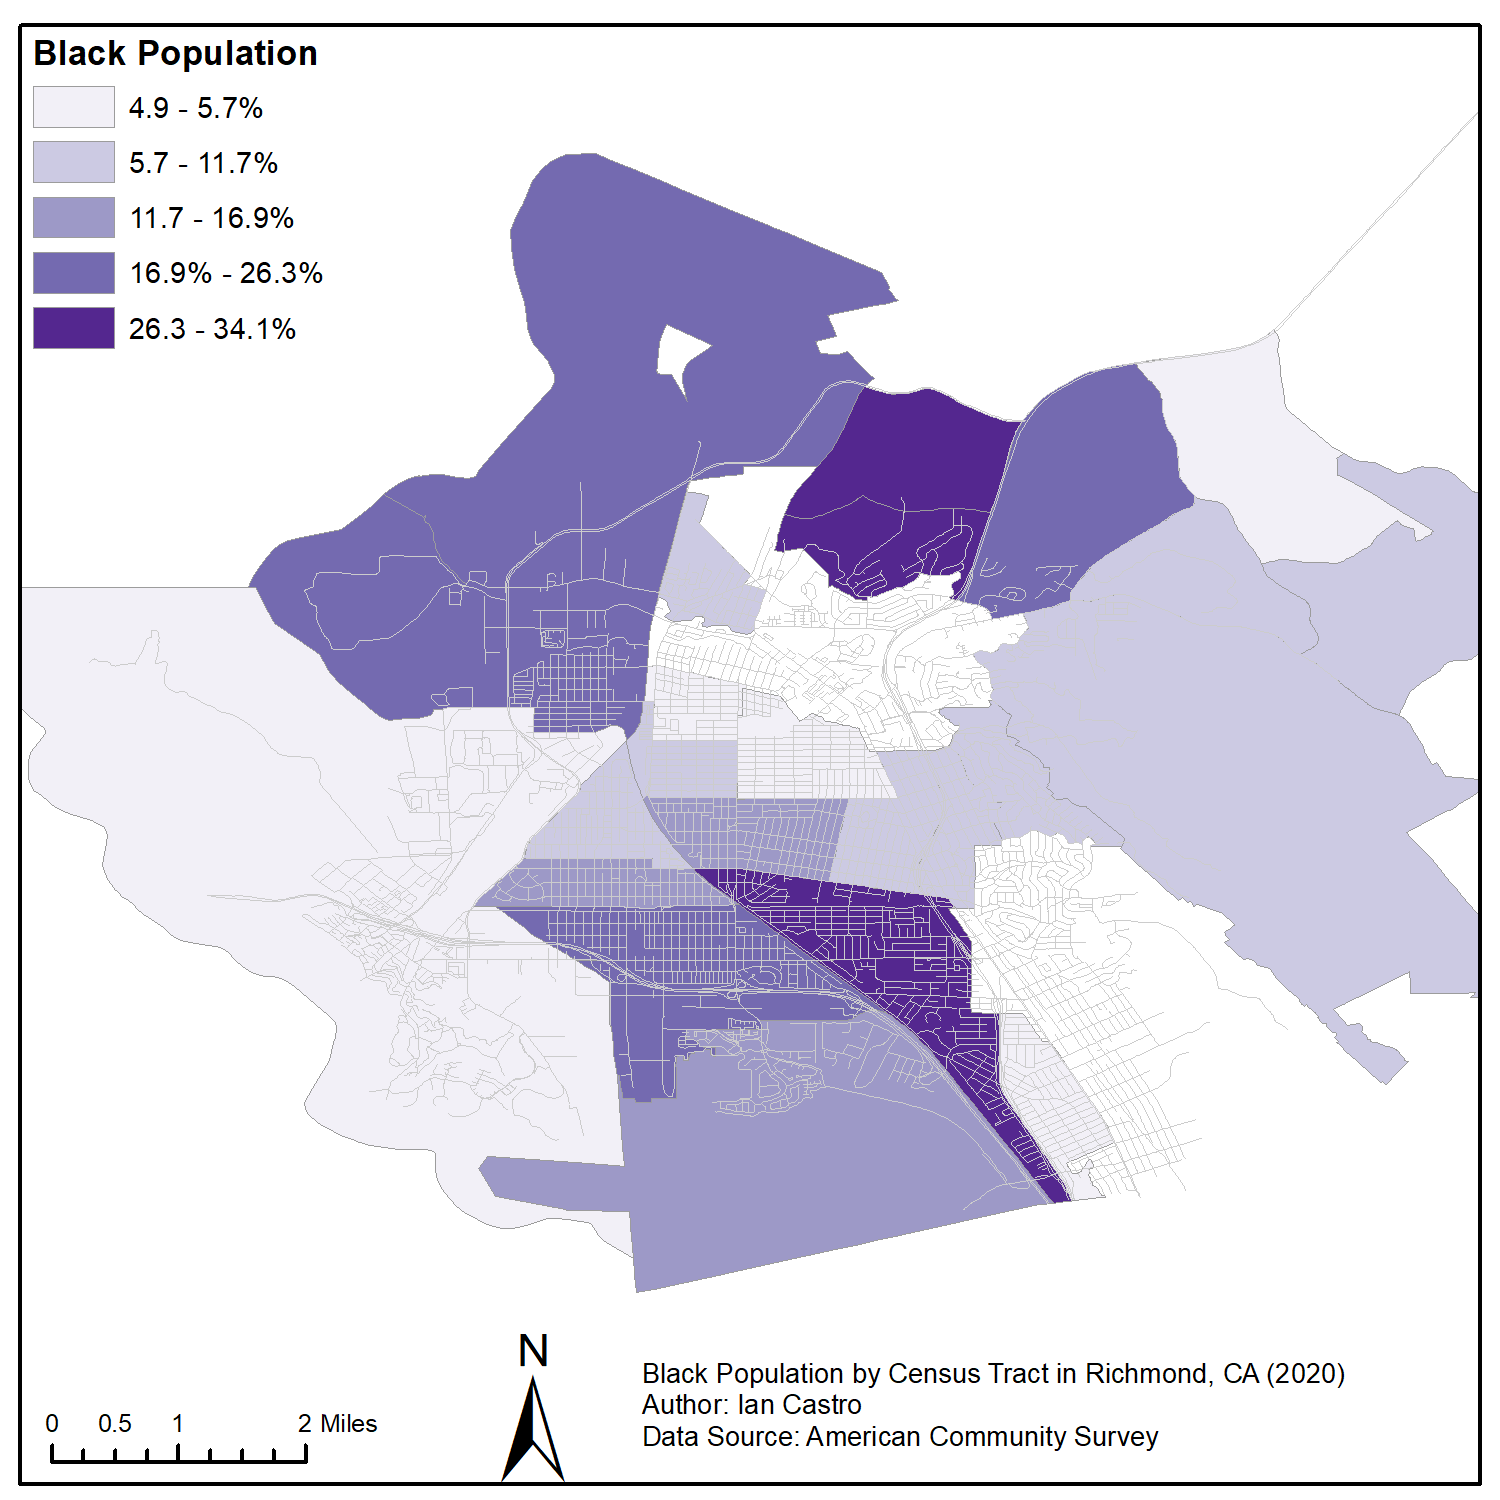 Black Population
4.9 - 5.7%
5.7 - 11.7%
11.7 - 16.9%
16.9% - 26.3%
26.3 - 34.1%
N
0 0.5 1 2 Miles
Black Population by Census Tract in Richmond, CA (2020)
Author: Ian Castro
Data Source: American Community Survey